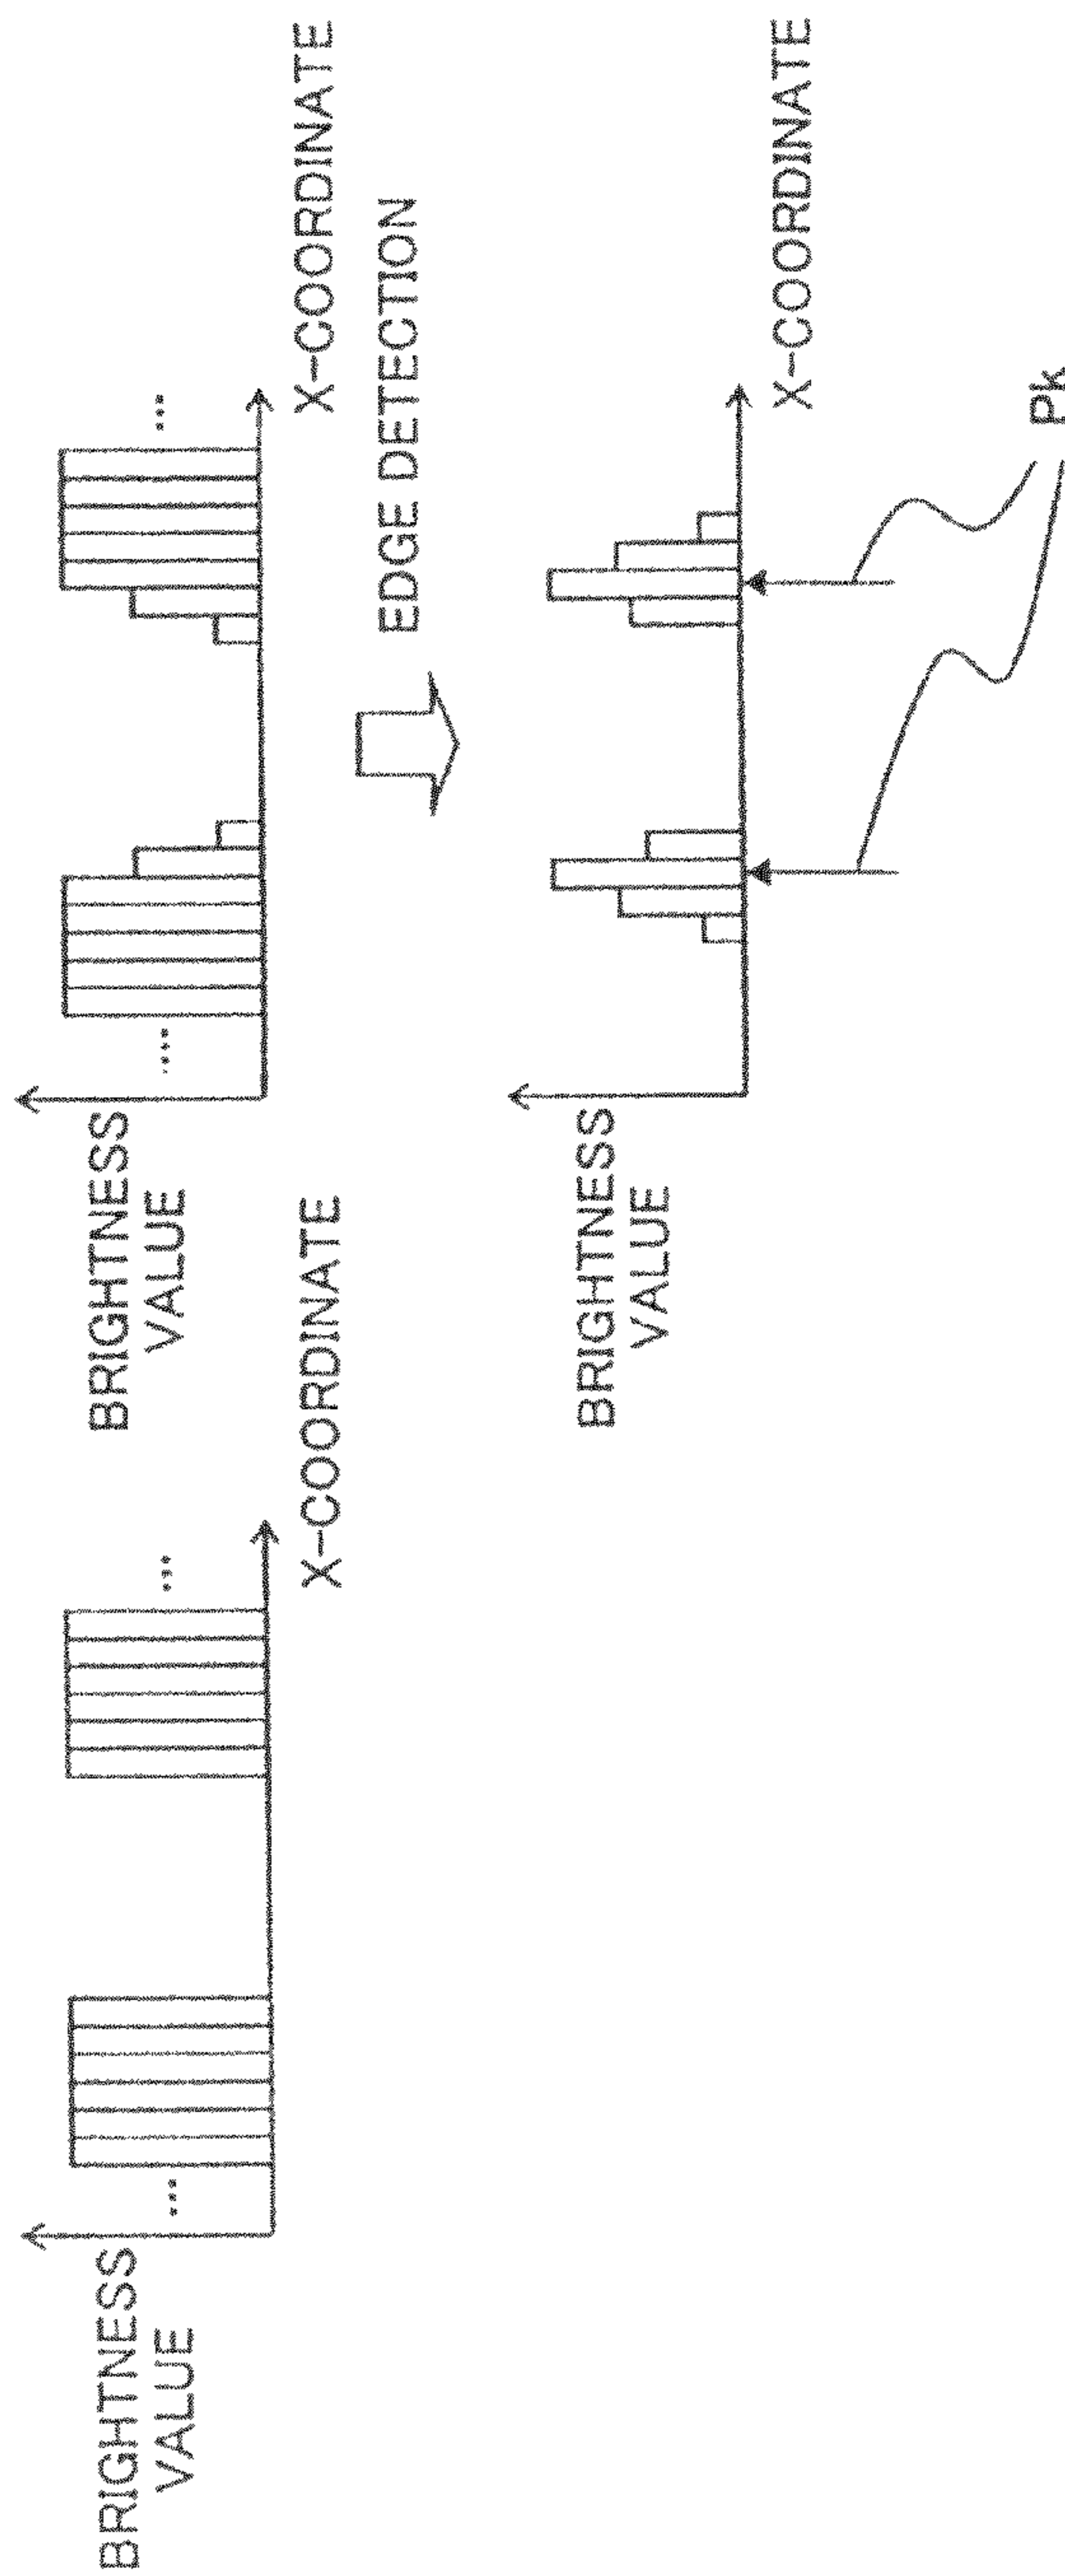 BRIGHTNESS
VALUE
...
...
X-COORDINATE
BRIGHTNESS
VALUE
....
...
X-COORDINATE
EDGE DETECTION
BRIGHTNESS
VALUE
X-COORDINATE
Pk